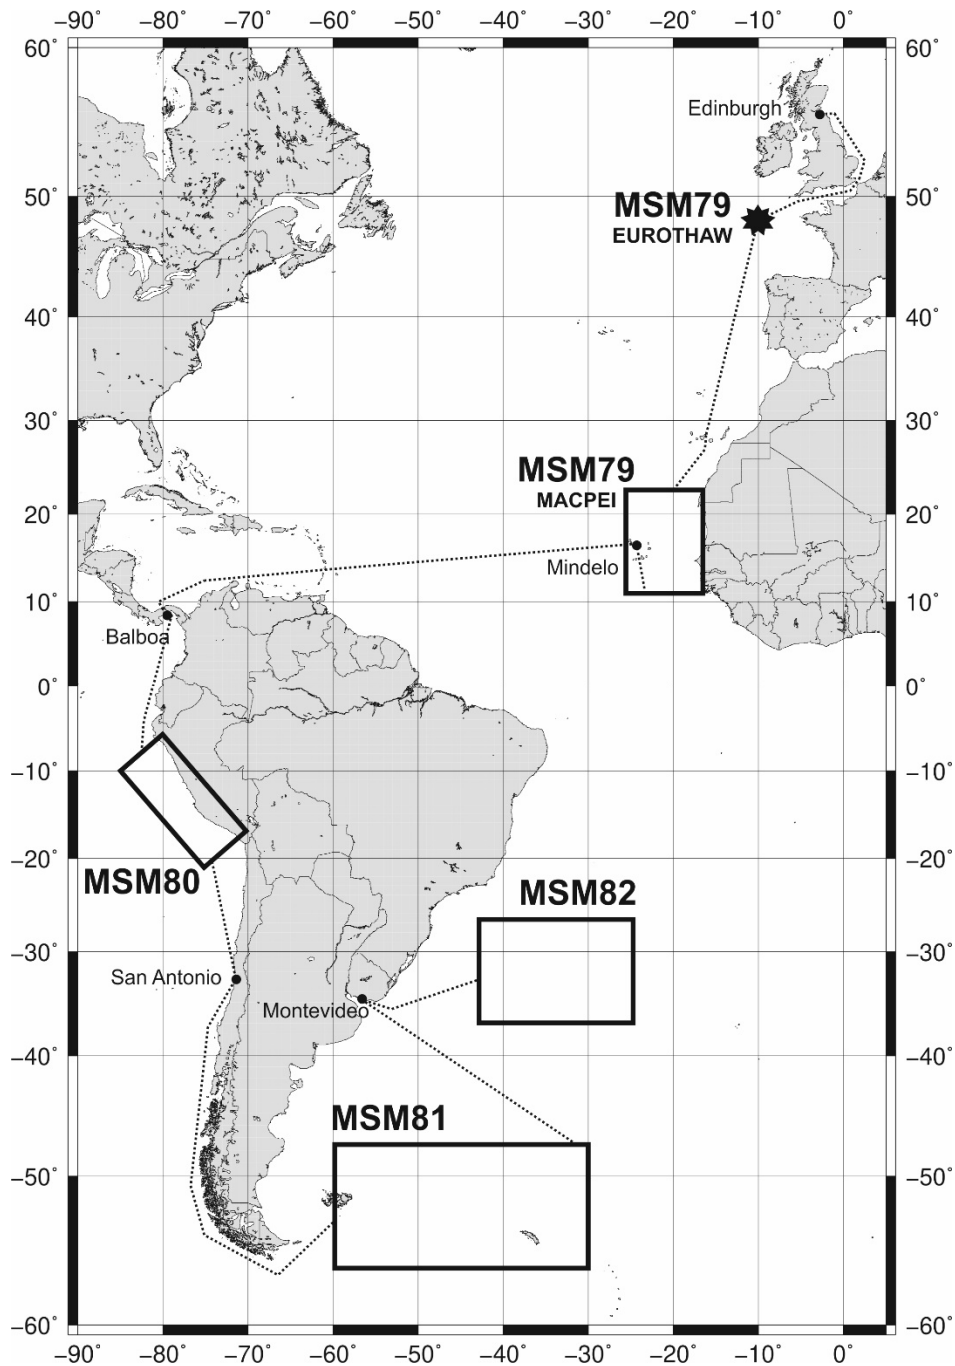 −90˚ −80˚ −70˚ −60˚ −50˚ −40˚ −30˚ −20˚ −10˚ 0˚
60˚ 60˚
Edinburgh
50˚ 50˚
MSM79
EUROTHAW
40˚ 40˚
30˚ 30˚
MSM79
MACPEI
20˚ 20˚
Mindelo
10˚ 10˚
Balboa
0˚ 0˚
−10˚ −10˚
−20˚ −20˚
MSM80
MSM82
−30˚ −30˚
San Antonio
Montevideo
−40˚ −40˚
MSM81
−50˚ −50˚
−60˚ −60˚
−90˚ −80˚ −70˚ −60˚ −50˚ −40˚ −30˚ −20˚ −10˚ 0˚